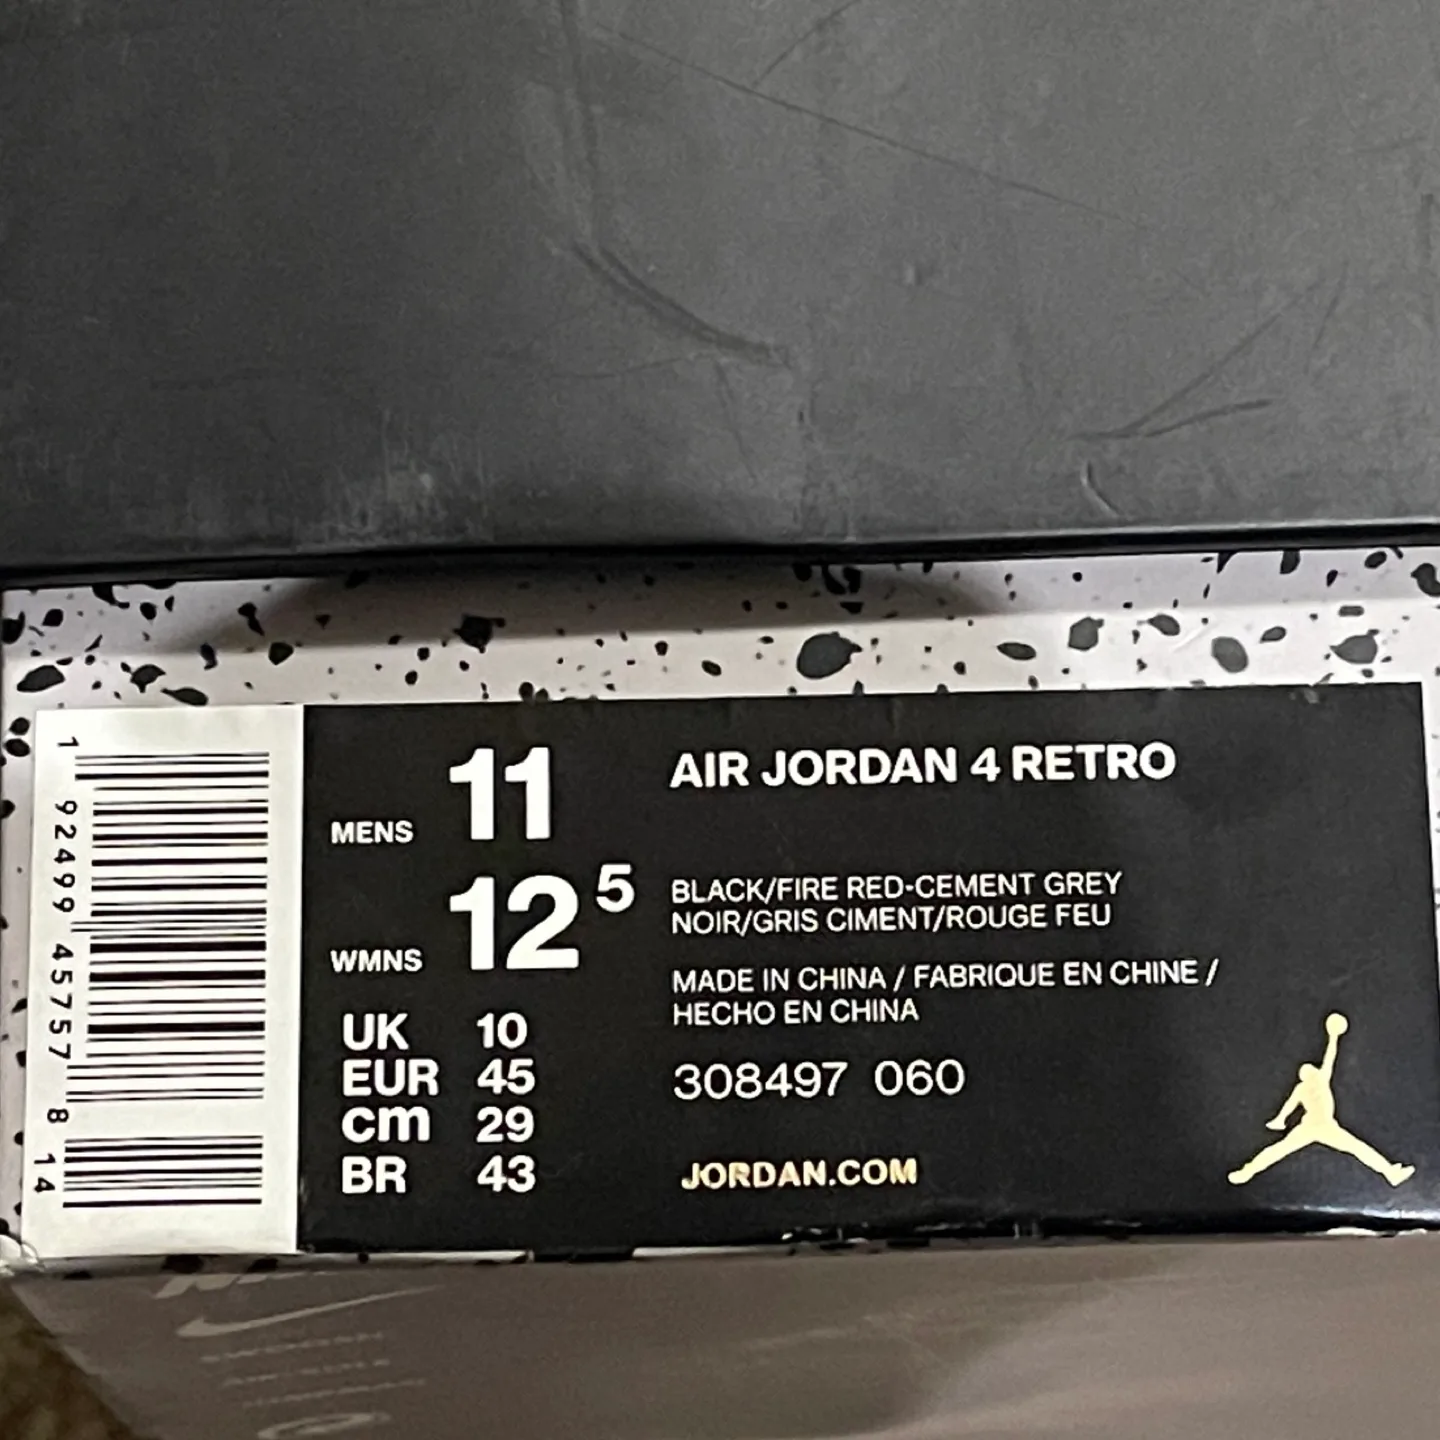 1 92499 45757 8 14
MENS 11
WMNS 12 5
UK 10
EUR 45
cm 29
BR 43
AIR JORDAN 4 RETRO
BLACK/FIRE RED-CEMENT GREY
NOIR/GRIS CIMENT/ROUGE FEU
MADE IN CHINA / FABRIQUE EN CHINE /
HECHO EN CHINA
308497 060
JORDAN.COM